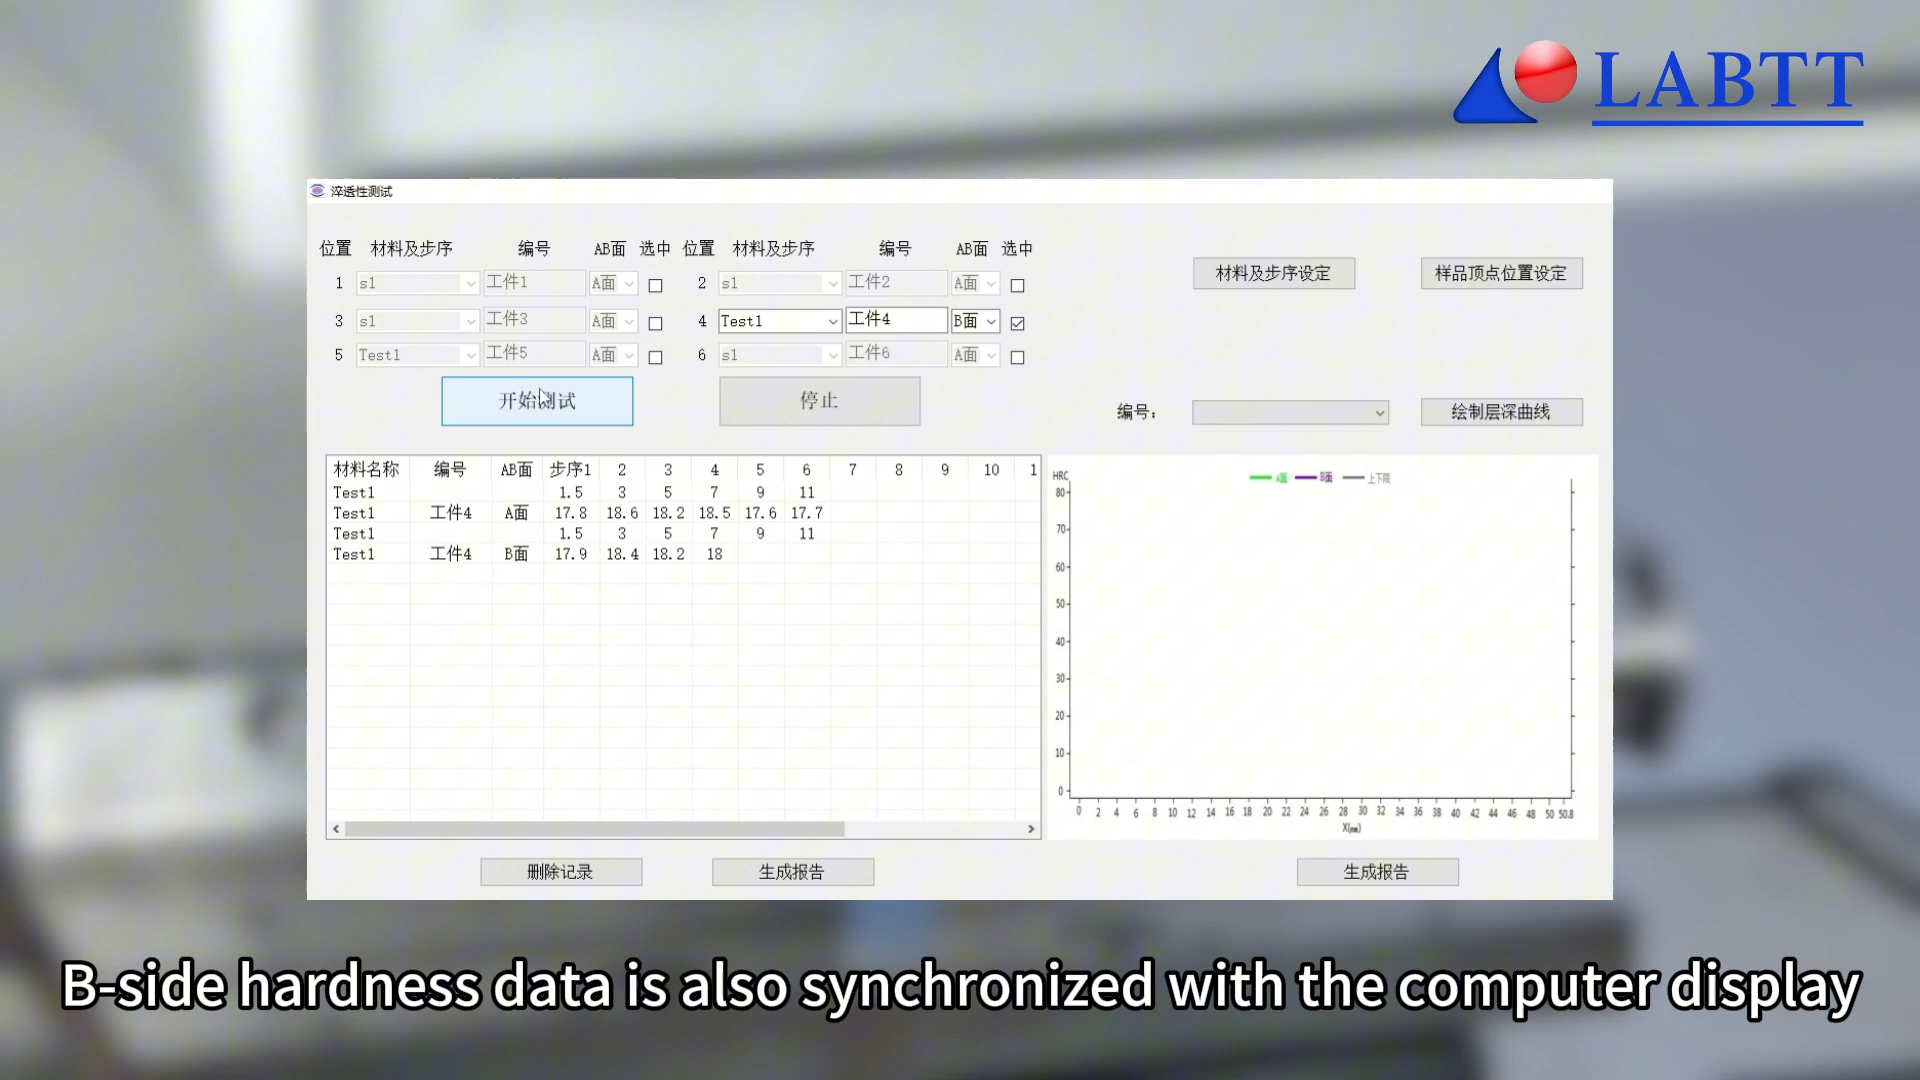 LABTT
淬透性测试
位置 材料及步序 编号 AB面 选中 位置 材料及步序 编号 AB面 选中
1 s1 工件1 A面 2 s1 工件2 A面
材料及步序设定 样品顶点位置设定
3 s1 工件3 A面 4 Test1 工件4 B面
5 Test1 工件5 A面 6 s1 工件6 A面
开始测试 停止
编号: 绘制层深曲线
材料名称 编号 AB面 步序1 2 3 4 5 6 7 8 9 10 1
Test1 1.5 3 5 7 9 11
Test1 工件4 A面 17.8 18.6 18.2 18.5 17.6 17.7
Test1 1.5 3 5 7 9 11
Test1 工件4 B面 17.9 18.4 18.2 18
HRC A面 B面 上下限
80
70
60
50
40
30
20
10
0
0 2 4 6 8 10 12 14 16 18 20 22 24 26 28 30 32 34 36 38 40 42 44 46 48 50 50.8
X(mm)
删除记录 生成报告 生成报告
B-side hardness data is also synchronized with the computer display